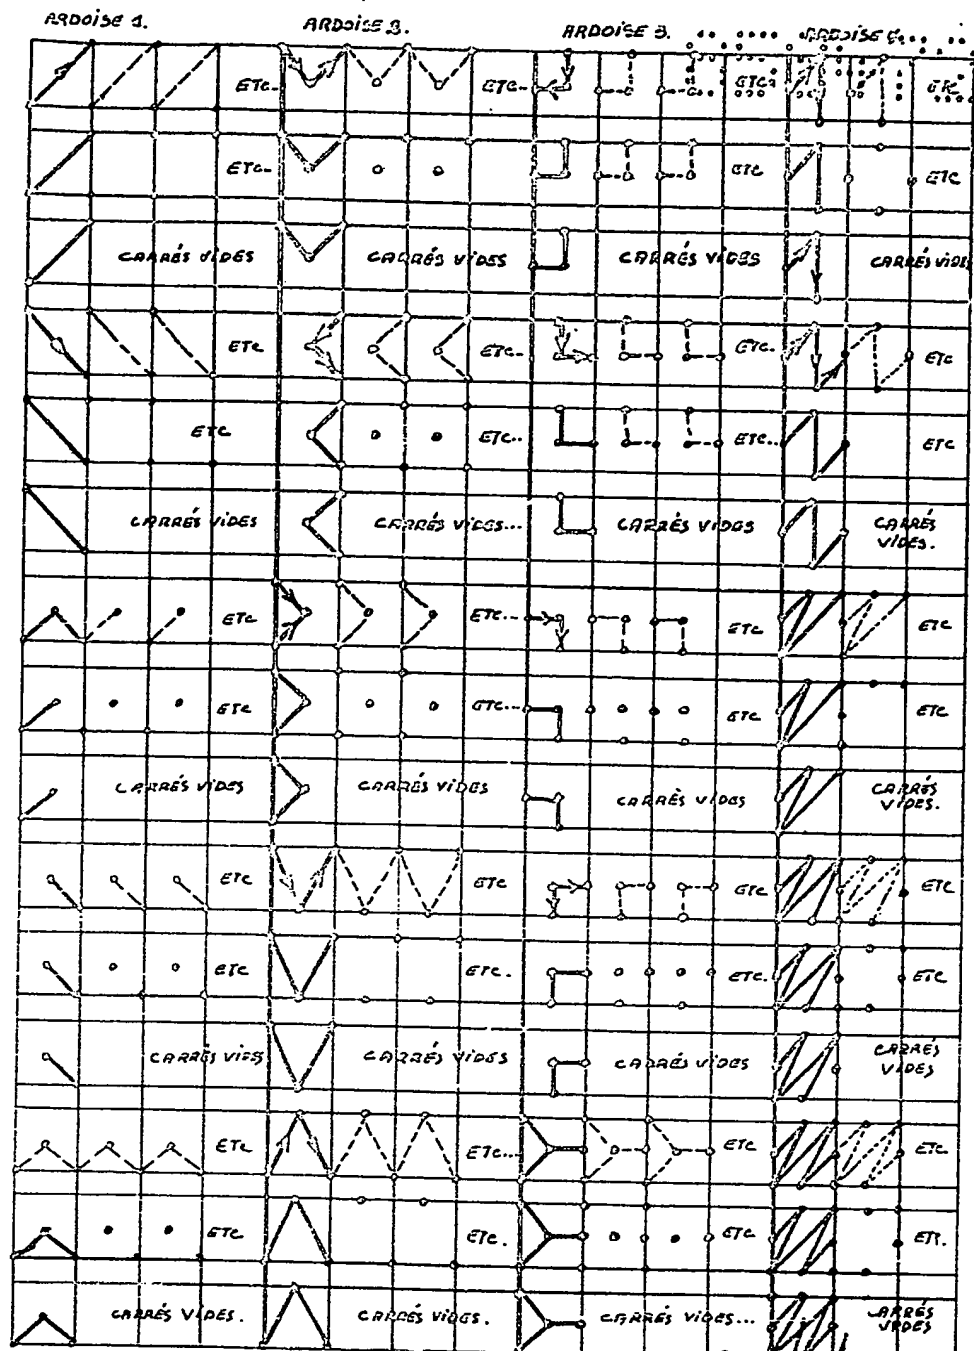 ARDOISE 1. ARDOISE 2. ARDOISE 3. ARDOISE
ETC.. ETC.. ETC. ETC
ETC.. ETC ETC
CARRÉS VIDES CARRÉS VIDES CARRÉS VIDES CARRÉS VIDES
ETC ETC.. ETC. ETC
ETC ETC.. ETC.. ETC
CARRÉS VIDES CARRÉS VIDES... CARRÉS VIDES CARRÉS
VIDES.
ETC ETC... ETC ETC
ETC ETC... ETC ETC
CARRÉS VIDES CARRÉS VIDES CARRÉS VIDES CARRÉS
VIDES.
ETC ETC ETC ETC
ETC ETC. ETC. ETC
CARRÉS VIDES CARRÉS VIDES CARRÉS
VIDES
ETC ETC... ETC ETC.
ETC ETC. ETC ETC.
CARRÉS VIDES. CARRÉS VIDES. CARRÉS VIDES... CARRÉS
VIDES